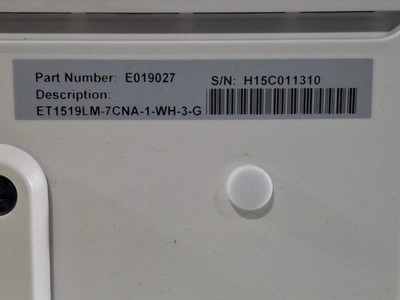 Part Number: E019027 S/N: H15C011310
Description:
ET1519LM-7CNA-1-WH-3-G